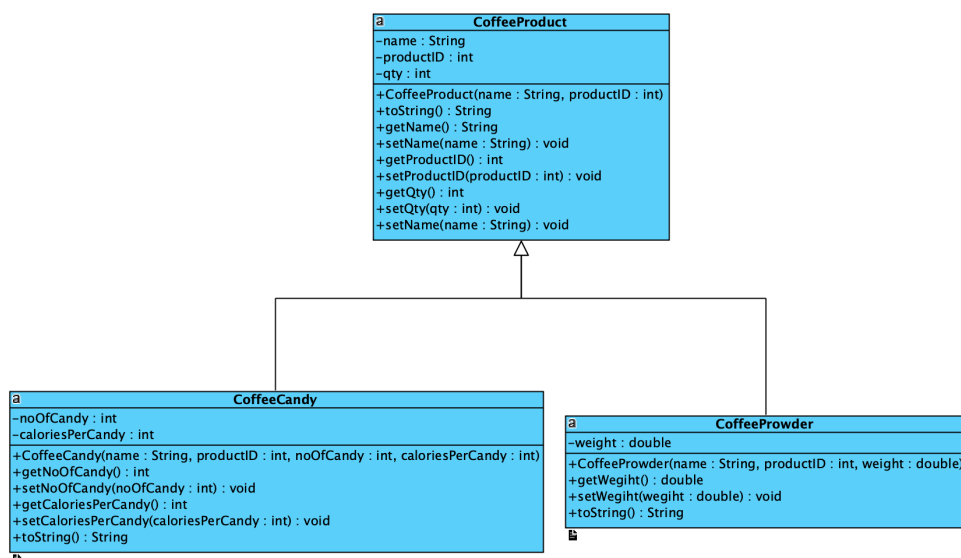 a
CoffeeProduct
-name : String
-productID : int
-qty : int
+CoffeeProduct(name : String, productID : int)
+toString() : String
+getName() : String
+setName(name : String) : void
+getProductID() : int
+setProductID(productID : int) : void
+getQty() : int
+setQty(qty : int) : void
+setName(name : String) : void
a
CoffeeCandy
-noOfCandy : int
-caloriesPerCandy : int
+CoffeeCandy(name : String, productID : int, noOfCandy : int, caloriesPerCandy : int)
+getNoOfCandy() : int
+setNoOfCandy(noOfCandy : int) : void
+getCaloriesPerCandy() : int
+setCaloriesPerCandy(caloriesPerCandy : int) : void
+toString() : String
a
CoffeeProwder
-weight : double
+CoffeeProwder(name : String, productID : int, weight : double)
+getWegiht() : double
+setWegiht(wegiht : double) : void
+toString() : String